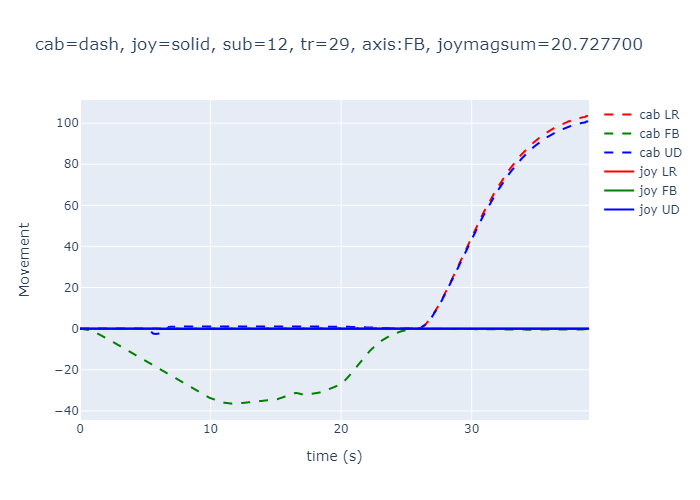 cab=dash, joy=solid, sub=12, tr=29, axis:FB, joymagsum=20.727700
cab LR
cab FB
cab UD
joy LR
joy FB
joy UD
Movement
100
80
60
40
20
0
−20
−40
0
10
20
30
time (s)